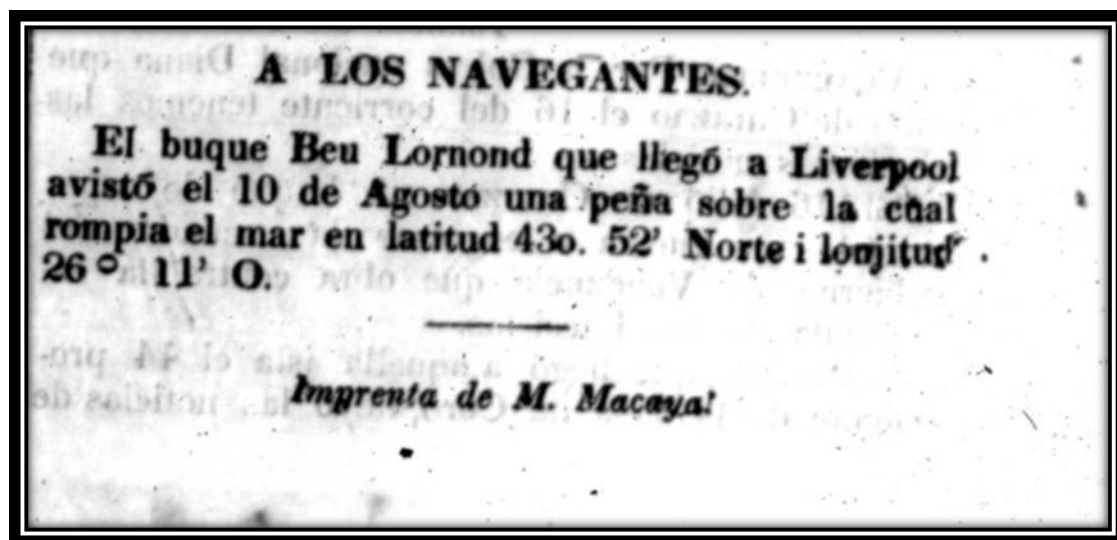 A LOS NAVEGANTES.
El buque Beu Lornond que llegó a Liverpool
avistó el 10 de Agosto una peña sobre la cual
rompia el mar en latitud 43o. 52' Norte i lonjitud
26° 11' O.
Imprenta de M. Macaya.